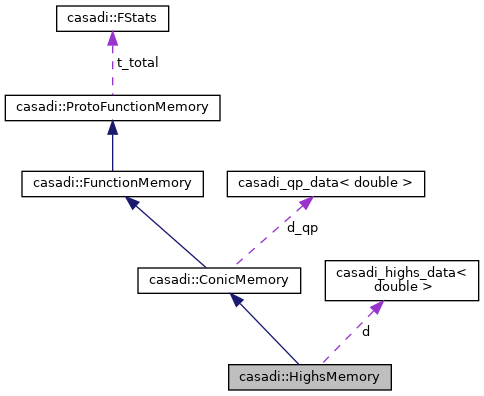 casadi::FStats
t_total
casadi::ProtoFunctionMemory
casadi::FunctionMemory
casadi_qp_data< double >
d_qp
casadi::ConicMemory
casadi_highs_data<
double >
d
casadi::HighsMemory